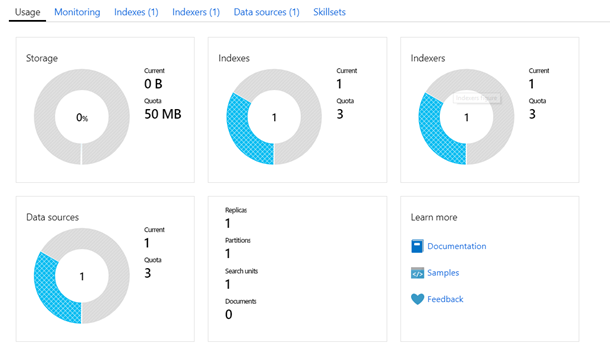 Usage Monitoring Indexes (1) Indexers (1) Data sources (1) Skillsets
Storage
0%
Current
0 B
Quota
50 MB
Indexes
1
Current
1
Quota
3
Indexers
1
Current
1
Quota
3
Data sources
1
Current
1
Quota
3
Replicas
1
Partitions
1
Search units
1
Documents
0
Learn more
Documentation
Samples
Feedback